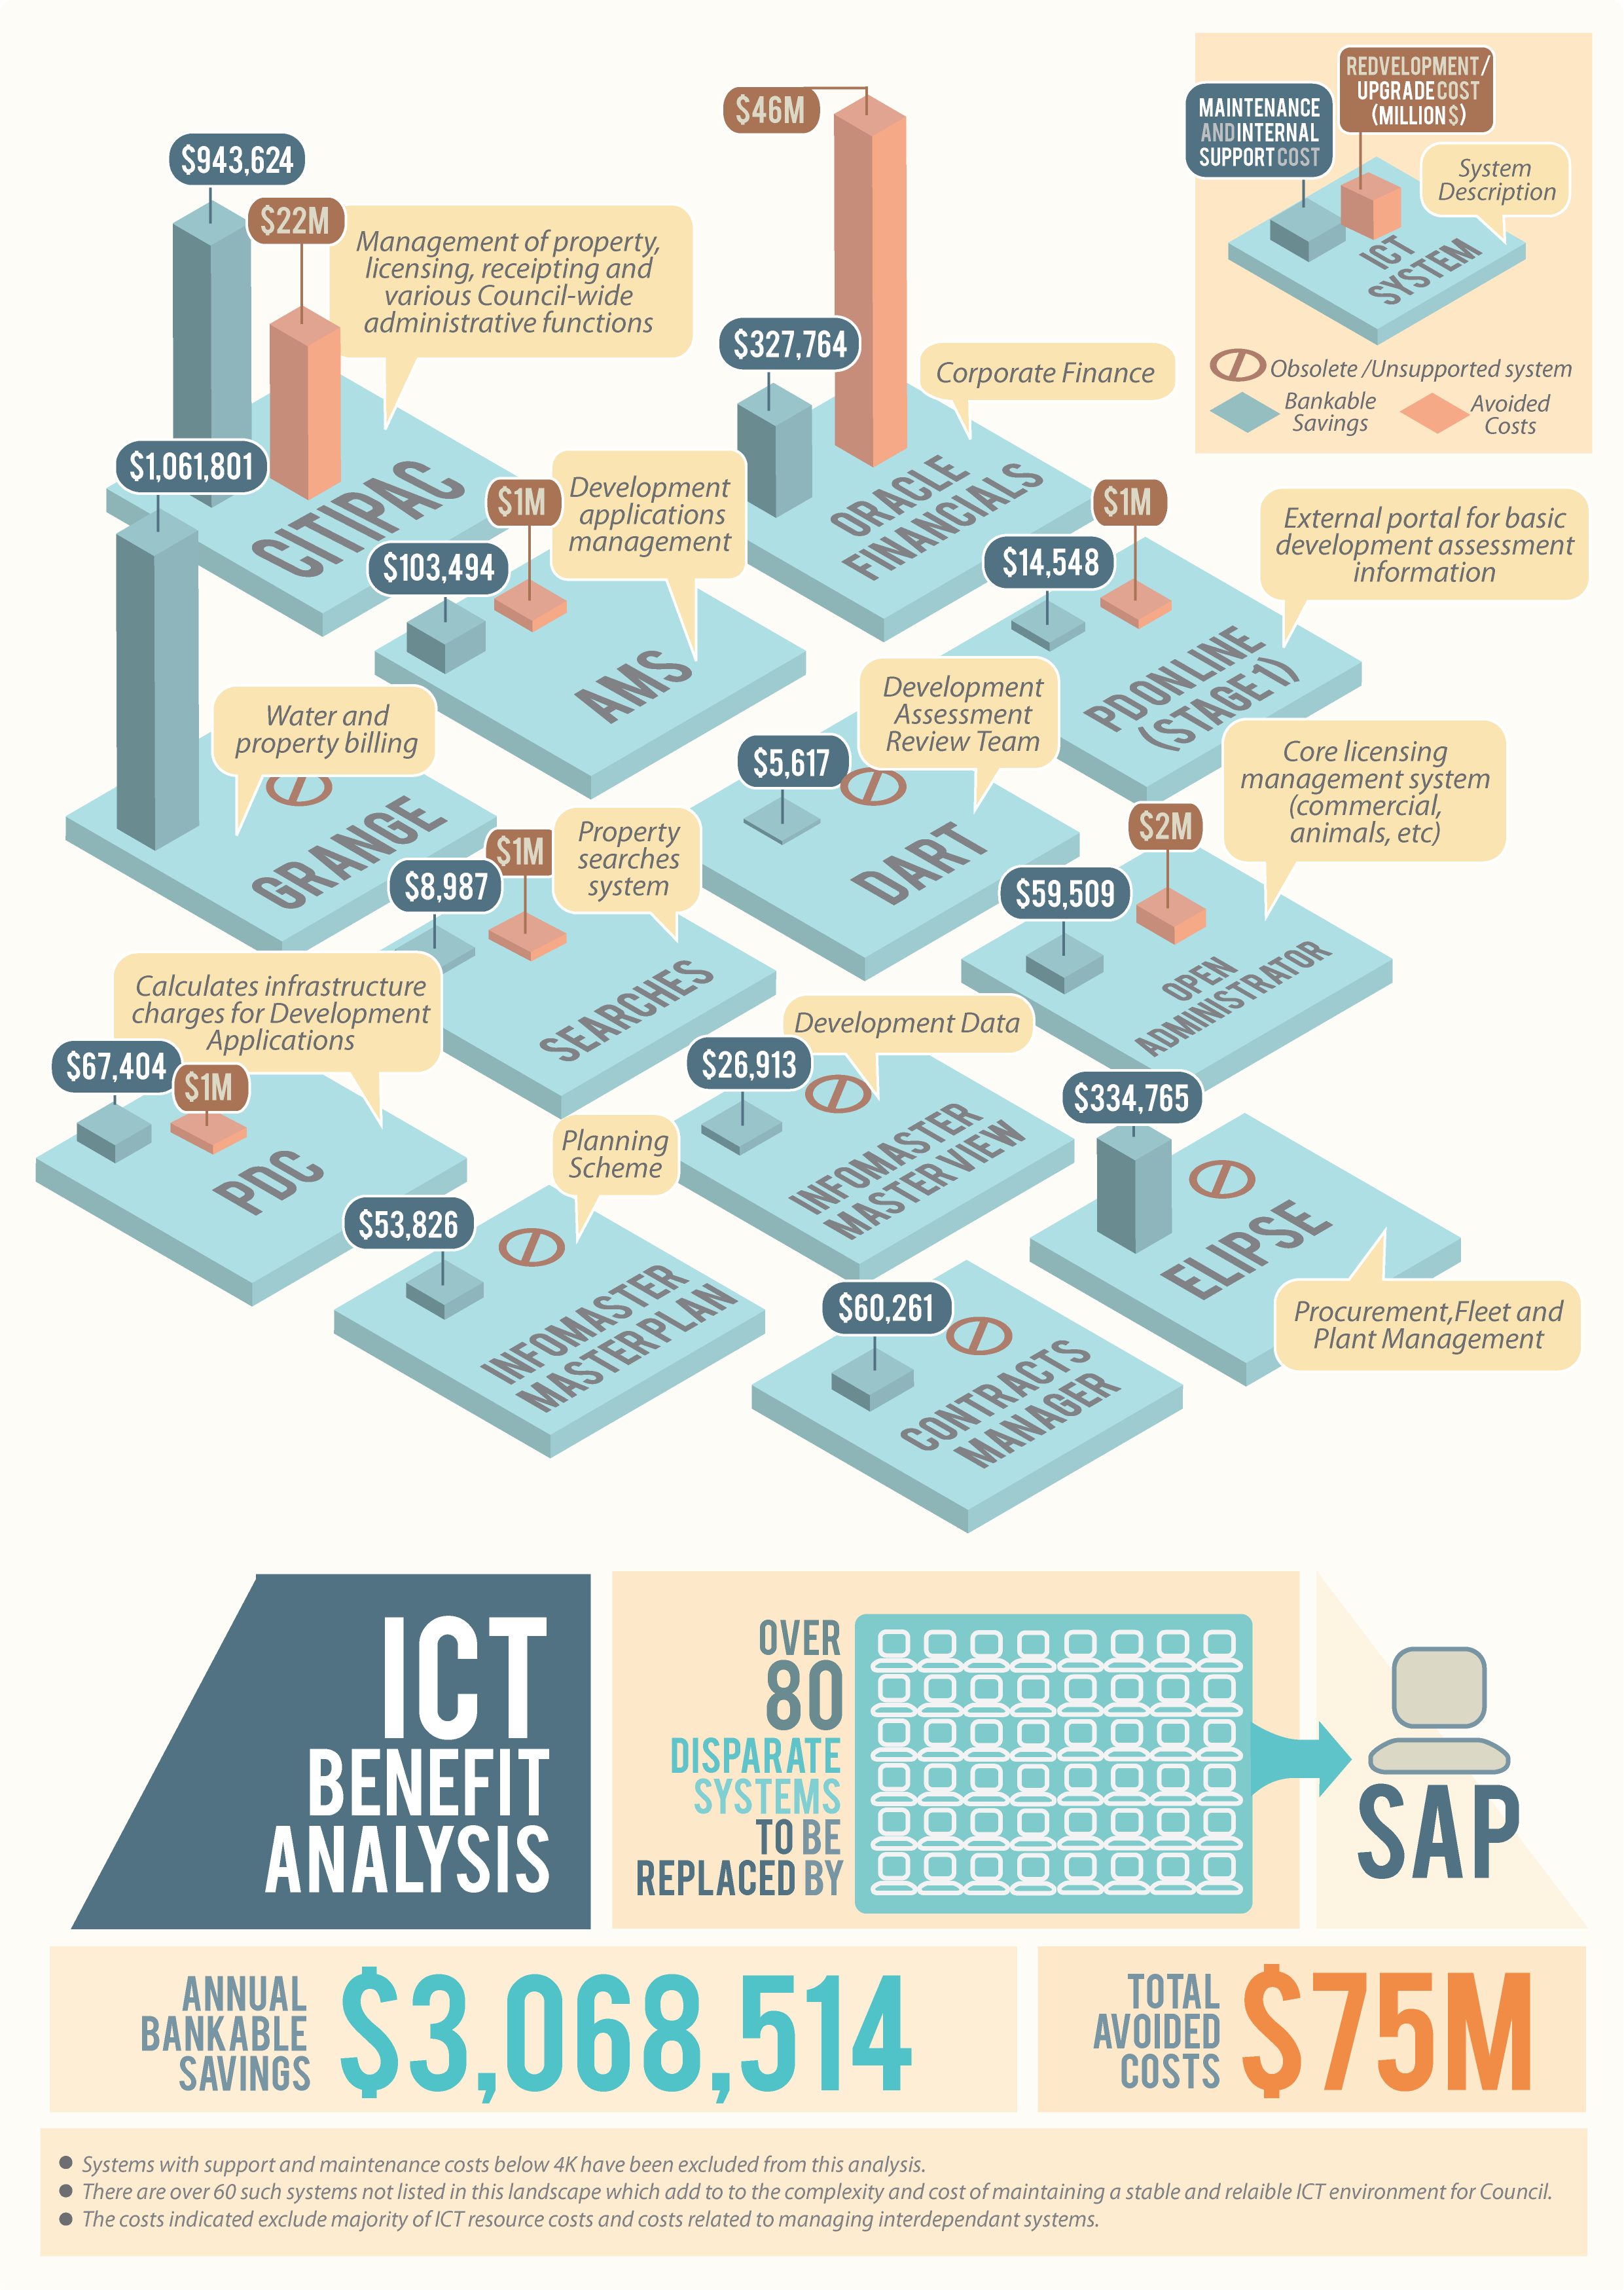 MAINTENANCE
AND INTERNAL
SUPPORT COST
REDVELOPMENT/
UPGRADE COST
(MILLION $)
System
Description
ICT
SYSTEM
Obsolete /Unsupported system
Bankable
Savings
Avoided
Costs
$943,624
$22M
Management of property,
licensing, receipting and
various Council-wide
administrative functions
CITIPAC
$46M
$327,764
Corporate Finance
ORACLE
FINANCIALS
$1,061,801
Water and
property billing
GRANGE
$103,494
$1M
Development
applications
management
AMS
$14,548
$1M
External portal for basic
development assessment
information
PDONLINE
(STAGE 1)
$5,617
Development
Assessment
Review Team
DART
$8,987
$1M
Property
searches
system
SEARCHES
$59,509
$2M
Core licensing
management system
(commercial,
animals, etc)
OPEN
ADMINISTRATOR
$67,404
$1M
Calculates infrastructure
charges for Development
Applications
PDC
$26,913
Development Data
INFOMASTER
MASTERVIEW
$334,765
ELIPSE
Procurement,Fleet and
Plant Management
$53,826
Planning
Scheme
INFOMASTER
MASTERPLAN
$60,261
CONTRACTS
MANAGER
ICT
BENEFIT
ANALYSIS
OVER
80
DISPARATE
SYSTEMS
TO BE
REPLACED BY
SAP
ANNUAL
BANKABLE
SAVINGS
$3,068,514
TOTAL
AVOIDED
COSTS
$75M
● Systems with support and maintenance costs below 4K have been excluded from this analysis.
● There are over 60 such systems not listed in this landscape which add to to the complexity and cost of maintaining a stable and relaible ICT environment for Council.
● The costs indicated exclude majority of ICT resource costs and costs related to managing interdependant systems.